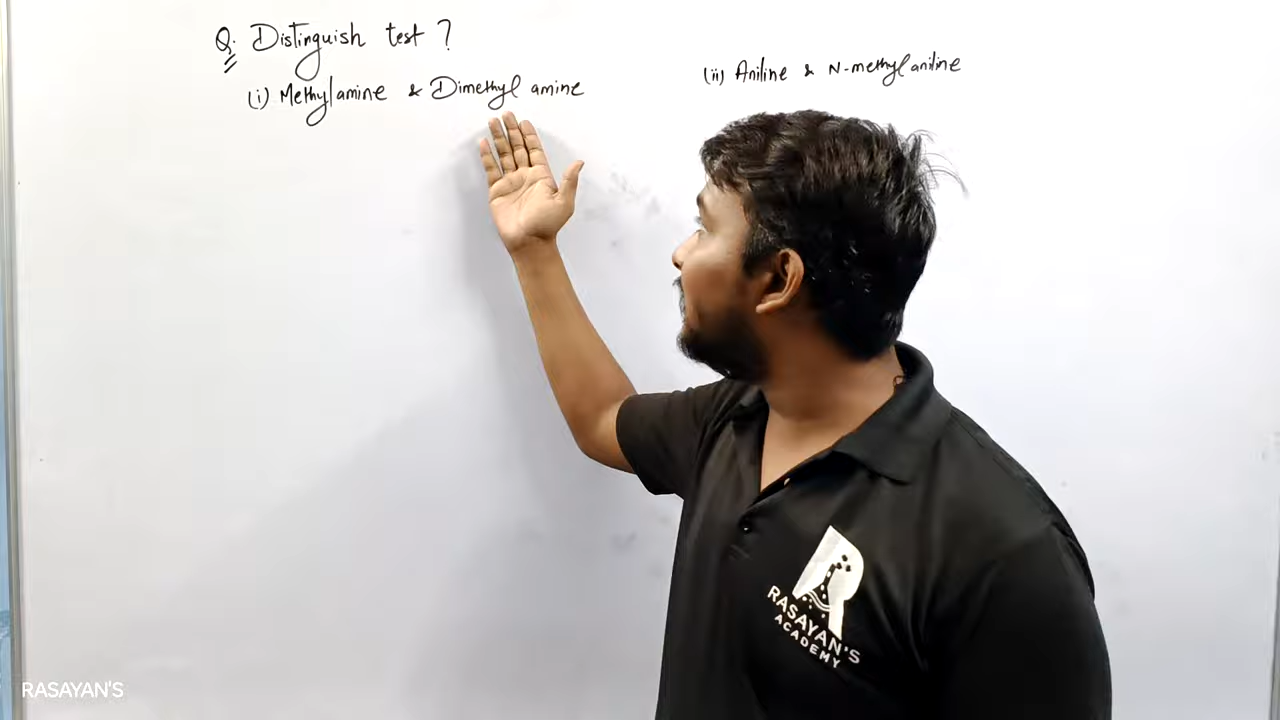 Q. Distinguish test ?
(i) Methylamine & Dimethyl amine
(ii) Aniline & N-methylaniline
RASAYAN'S
ACADEMY
RASAYAN'S